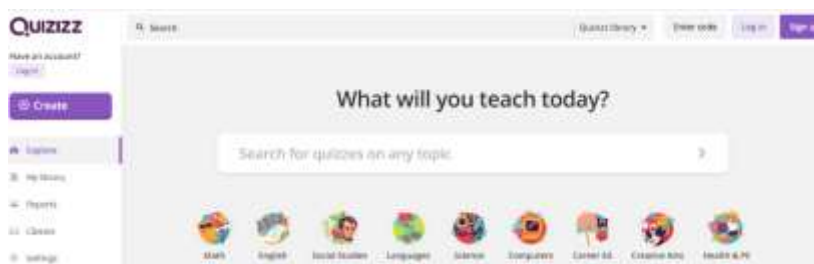 QUIZIZZ
Search
Quizizz library
Enter code
Log in
Sign
Have an account?
Log in
Create
What will you teach today?
Search for quizzes on any topic
Explore
My library
Reports
Classes
Settings
Math
English
Social Studies
Languages
Science
Computers
Career Ed
Creative Arts
Health & PE